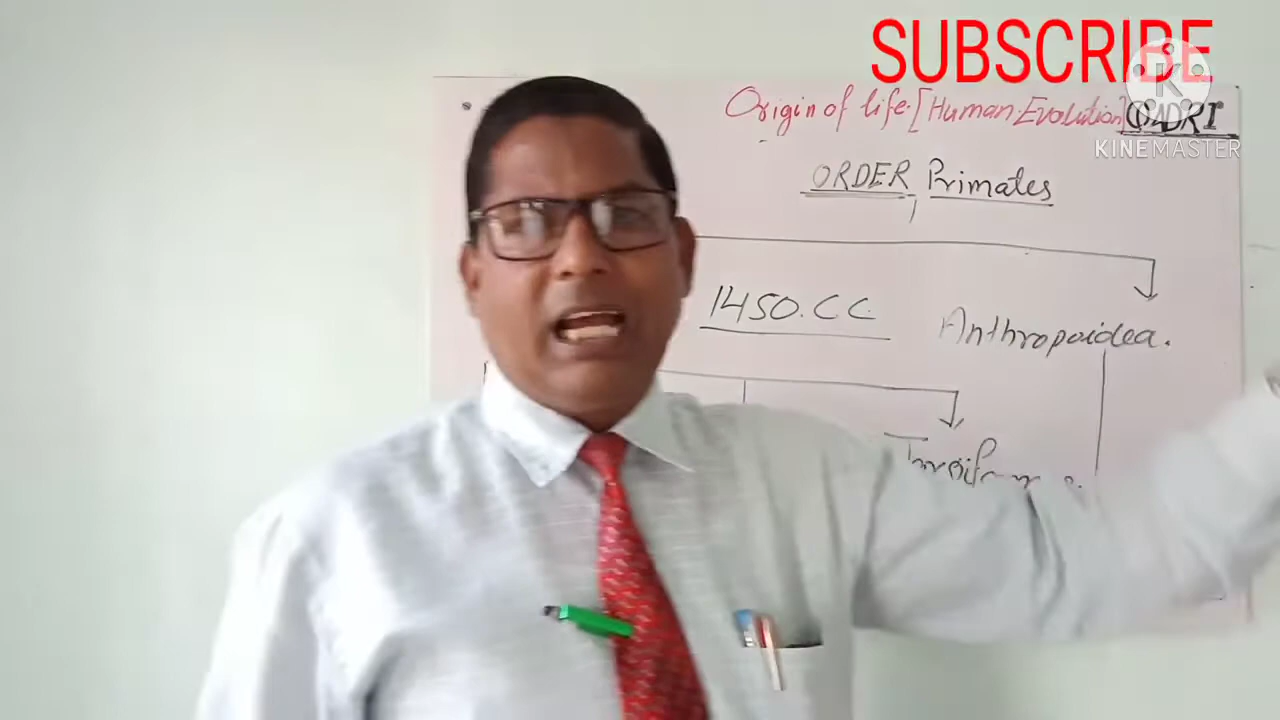 SUBSCRIBE
Origin of life. [Human. Evolution]
KINEMASTER
ORDER, Primates
1450.CC
Anthropoidea.